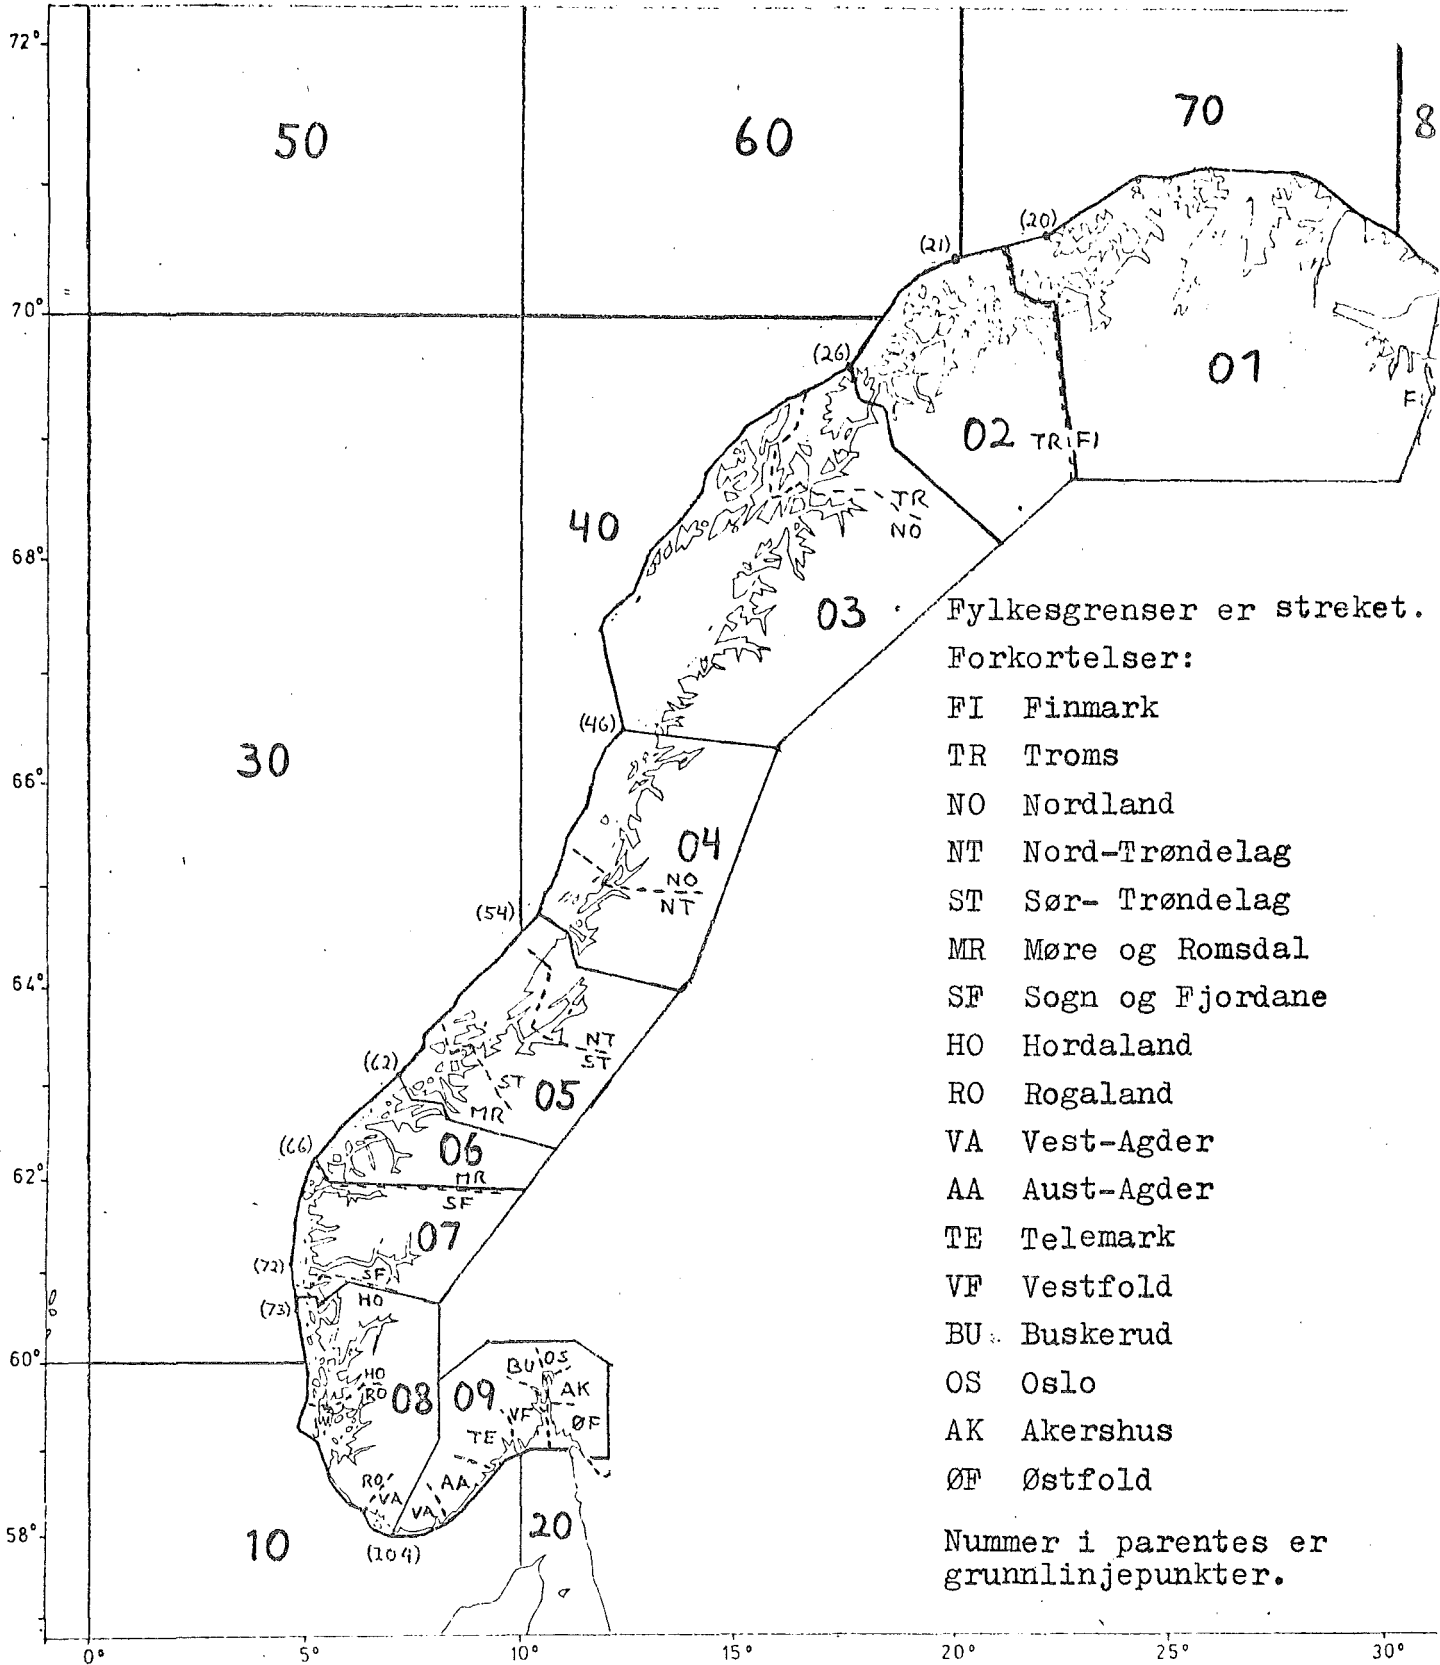 72°
50
60
70
8
(20)
(21)
70°
(26)
01
F
02
TR FI
TR
NO
40
68°
03
Fylkesgrenser er streket.
Forkortelser:
FI Finmark
TR Troms
NO Nordland
NT Nord-Trøndelag
ST Sør- Trøndelag
MR Møre og Romsdal
SF Sogn og Fjordane
HO Hordaland
RO Rogaland
VA Vest-Agder
AA Aust-Agder
TE Telemark
VF Vestfold
BU Buskerud
OS Oslo
AK Akershus
ØF Østfold
Nummer i parentes er
grunnlinjepunkter.
(46)
30
66°
04
NO
NT
(54)
64°
NT
ST
(62)
ST
05
MR
(66)
06
62°
MR
SF
07
(72)
SF
HO
(73)
60°
BU OS
HO
RO
08
09
AK
VF
ØF
TE
RO
VA
AA
VA
58°
10
(104)
20
0° 5° 10° 15° 20° 25° 30°